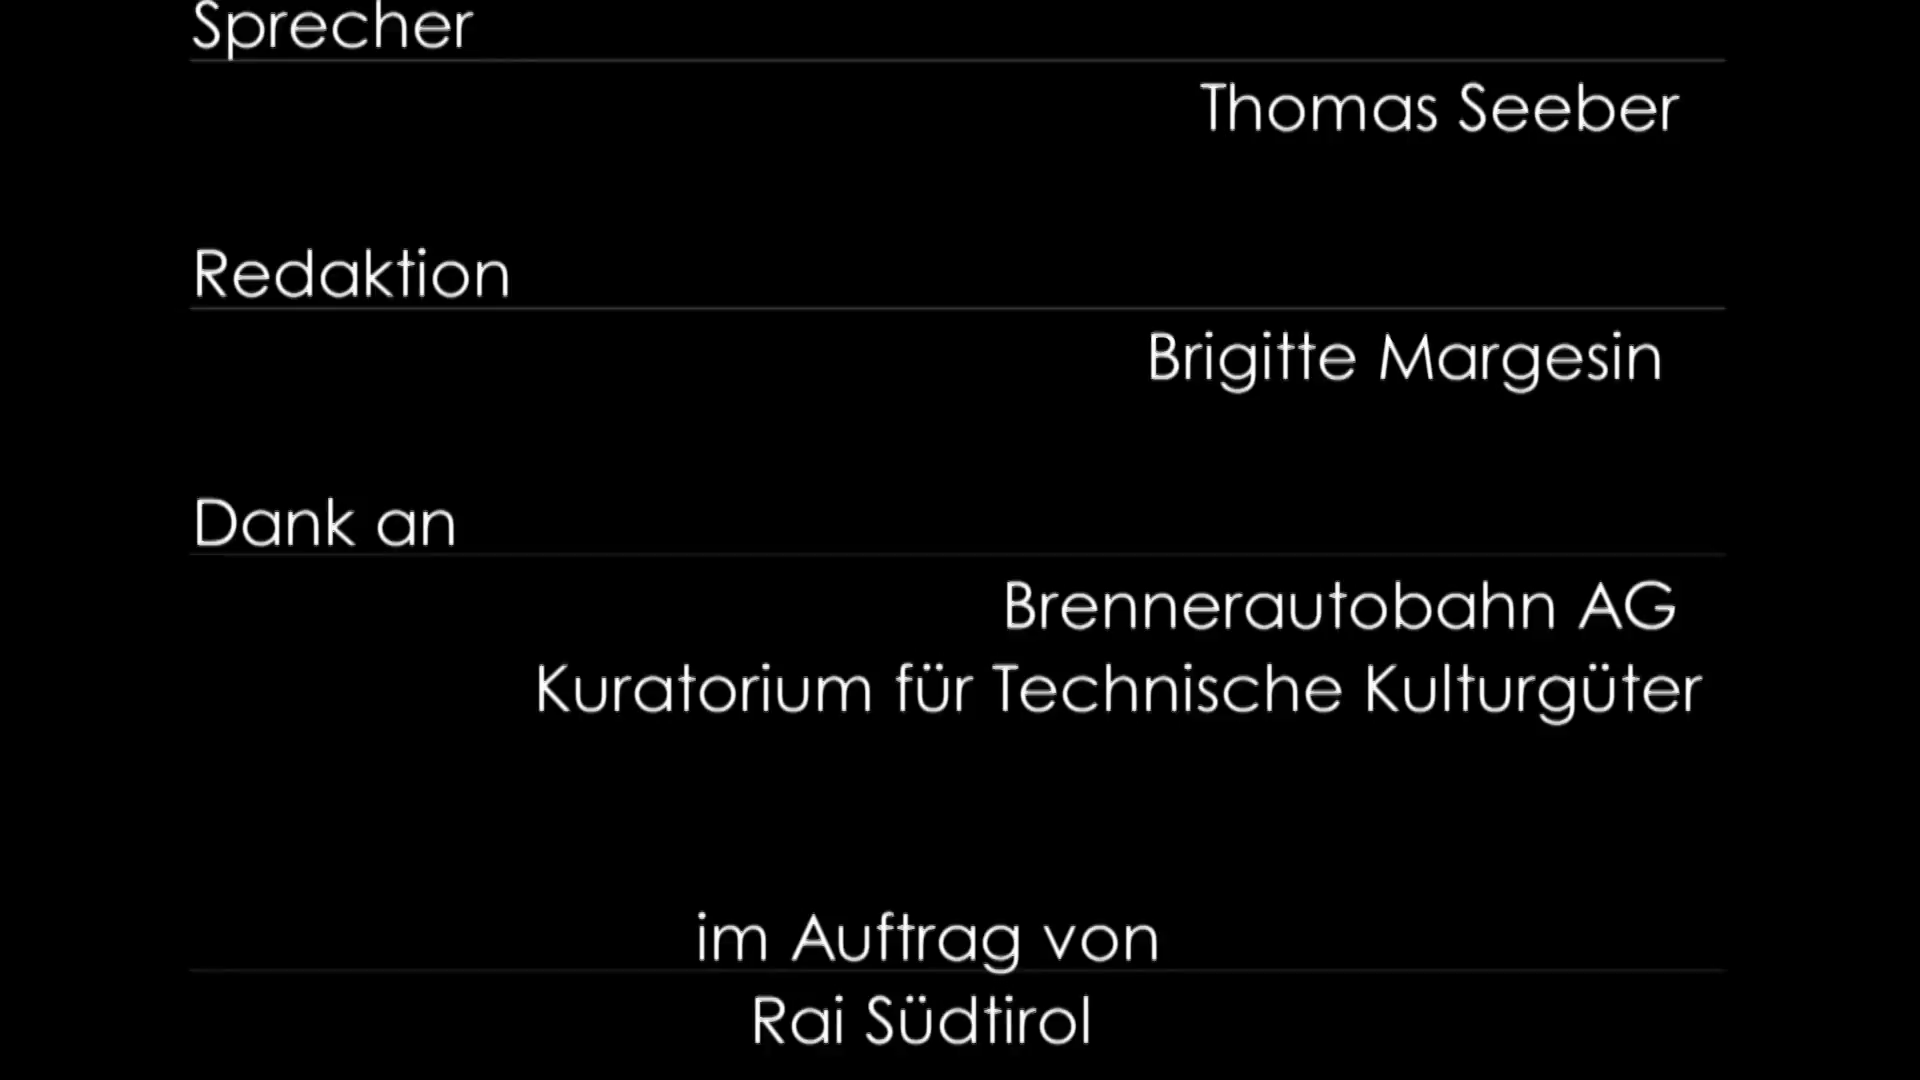 Sprecher
Thomas Seeber
Redaktion
Brigitte Margesin
Dank an
Brennerautobahn AG
Kuratorium für Technische Kulturgüter
im Auftrag von
Rai Südtirol